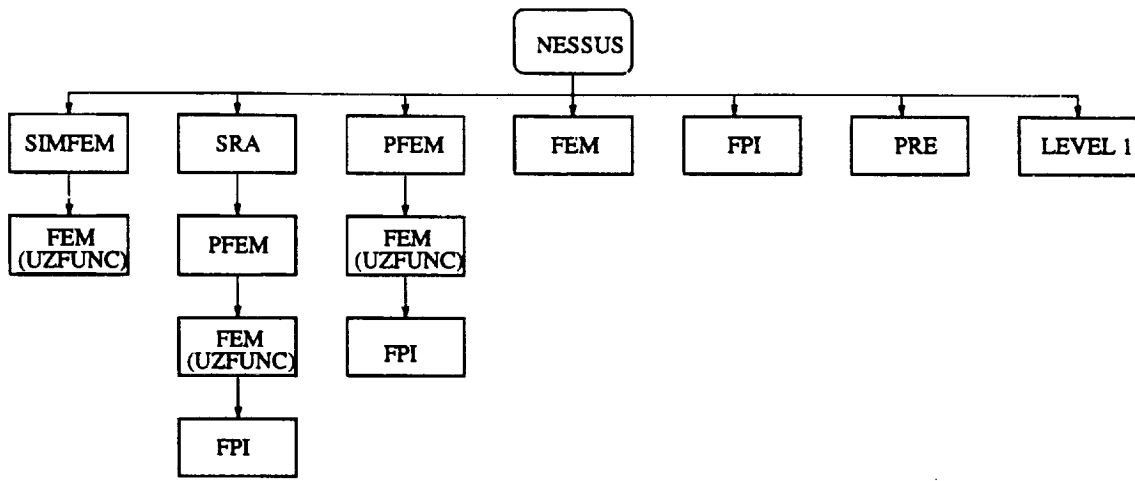 NESSUS
SIMFEM
SRA
PFEM
FEM
FPI
PRE
LEVEL 1
FEM
(UZFUNC)
PFEM
FEM
(UZFUNC)
FEM
(UZFUNC)
FPI
FPI